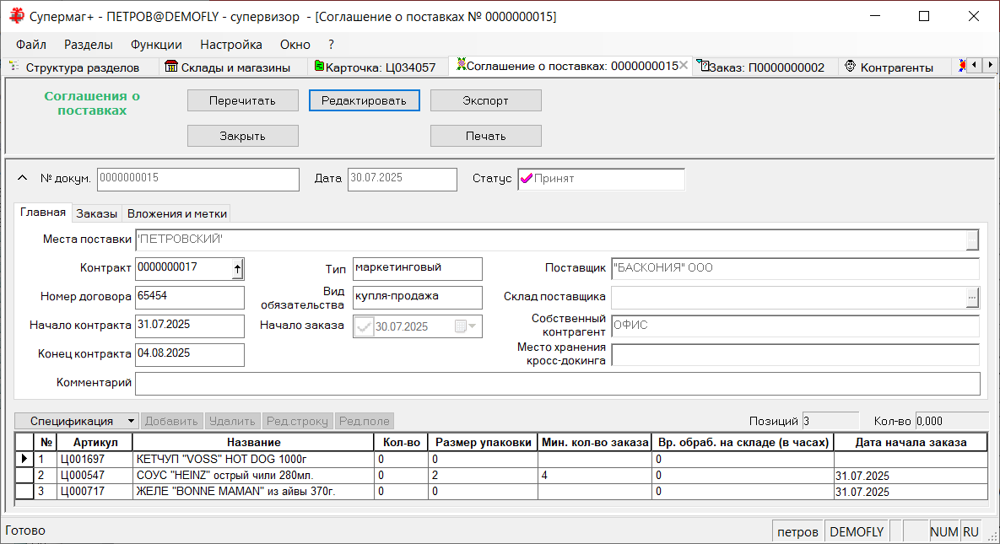 Супермаг+ - ПЕТРОВ@DEMOFLY - супервизор - [Соглашение о поставках № 0000000015]
Файл Разделы Функции Настройка Окно ?
Структура разделов Склады и магазины Карточка: Ц034057 Соглашение о поставках: 0000000015 Заказ: П0000000002 Контрагенты
Соглашения о
поставках
Перечитать Редактировать Экспорт
Закрыть Печать
№ докум. 0000000015 Дата 30.07.2025 Статус Принят
Главная Заказы Вложения и метки
Места поставки 'ПЕТРОВСКИЙ'
Контракт 0000000017 Тип маркетинговый Поставщик "БАСКОНИЯ" ООО
Номер договора 65454 Вид обязательства купля-продажа Склад поставщика ...
Начало контракта 31.07.2025 Начало заказа 30.07.2025 Собственный контрагент ОФИС
Конец контракта 04.08.2025 Место хранения кросс-докинга
Комментарий
Спецификация Добавить Удалить Ред.строку Ред.поле Позиций 3 Кол-во 0,000
№ Артикул Название Кол-во Размер упаковки Мин. кол-во заказа Вр. обраб. на складе (в часах) Дата начала заказа
1 Ц001697 КЕТЧУП "VOSS" HOT DOG 1000г 0 0 0
2 Ц000547 СОУС "HEINZ" острый чили 280мл. 0 2 4 0 31.07.2025
3 Ц000717 ЖЕЛЕ "BONNE MAMAN" из айвы 370г. 0 0 0 31.07.2025
Готово петров DEMOFLY NUM RU